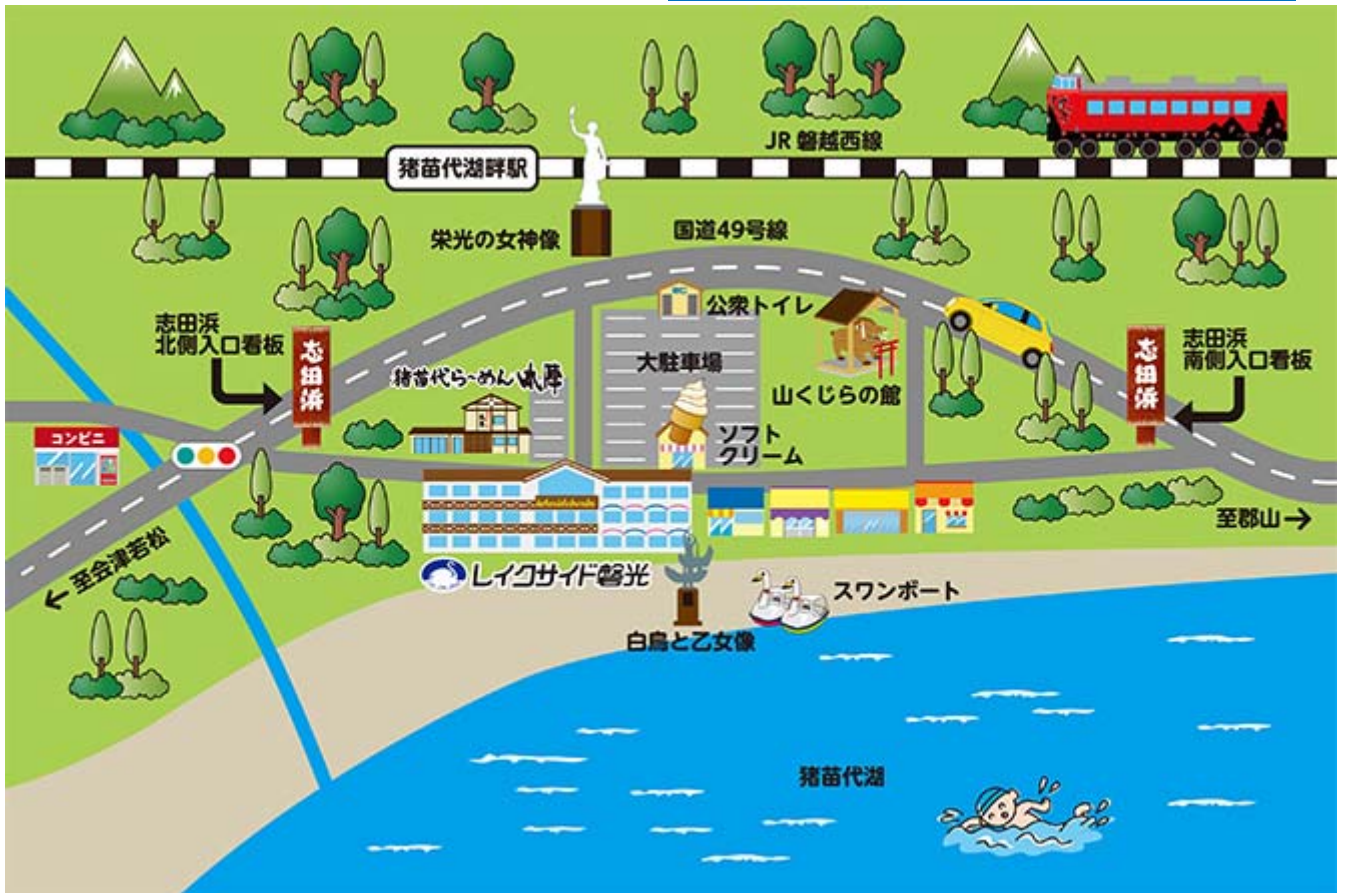 JR 磐越西線
猪苗代湖畔駅
栄光の女神像
国道49号線
公衆トイレ
志田浜
北側入口看板
志田浜
大駐車場
猪苗代らーめん 本陣
山くじらの館
志田浜
志田浜
南側入口看板
コンビニ
ソフト
クリーム
至郡山→
←至会津若松
レイクサイド磐光
スワンボート
白鳥と乙女像
猪苗代湖